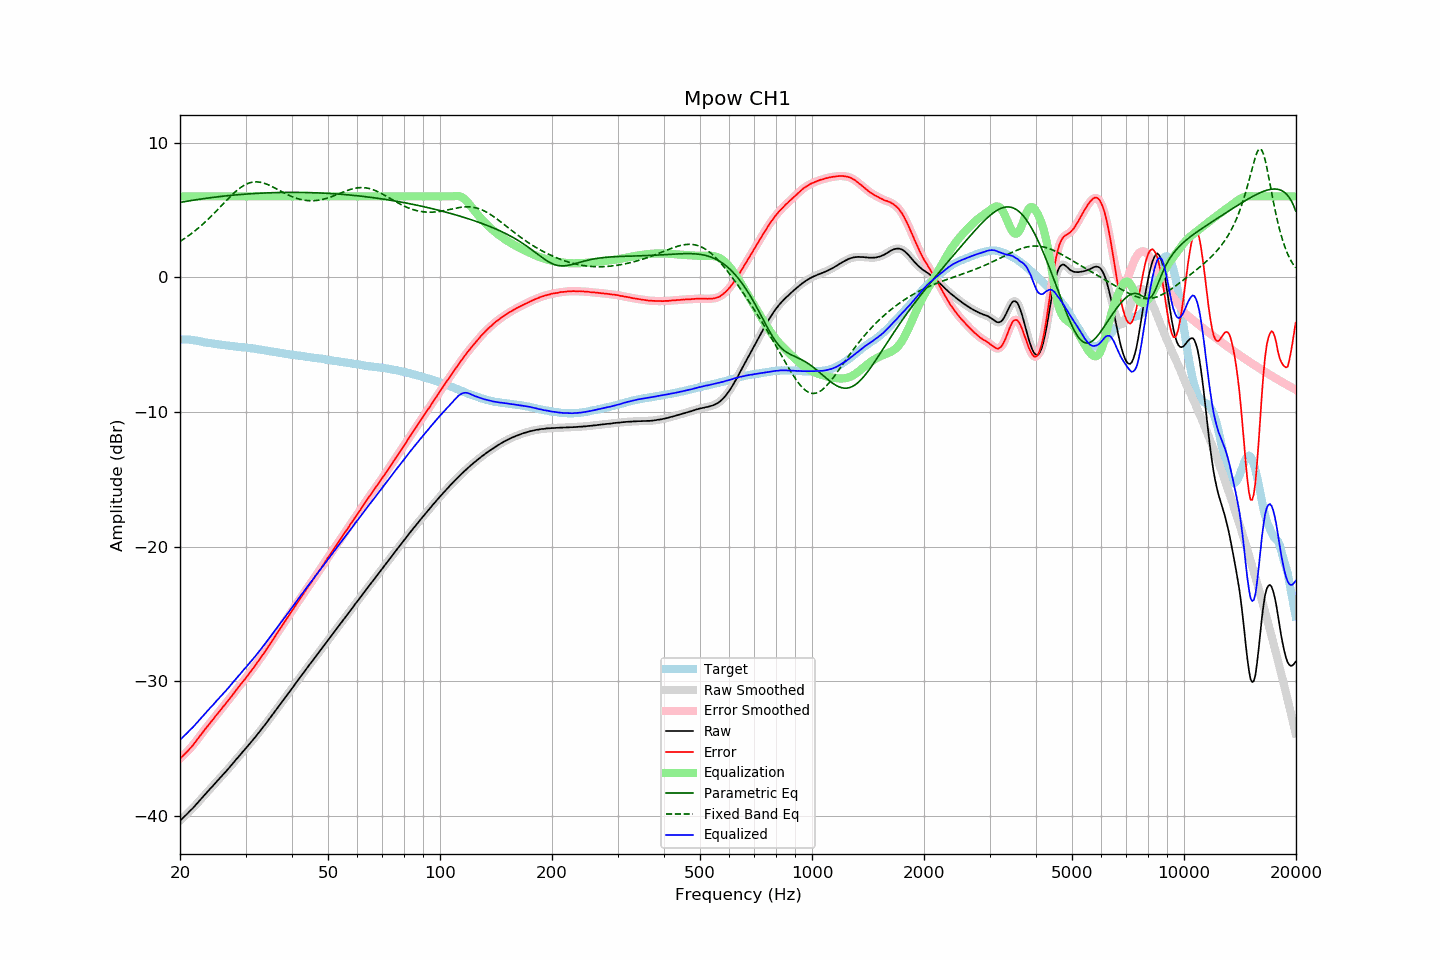 Mpow CH1
10
0
−10
−20
−30
−40
Amplitude (dBr)
Target
Raw Smoothed
Error Smoothed
Raw
Error
Equalization
Parametric Eq
Fixed Band Eq
Equalized
20 50 100 200 500 1000 2000 5000 10000 20000
Frequency (Hz)